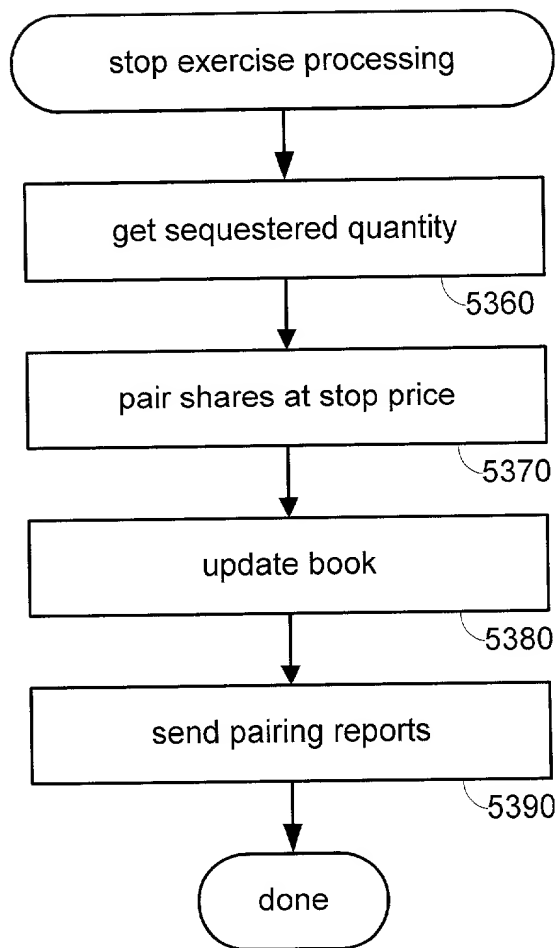 stop exercise processing
get sequestered quantity
5360
pair shares at stop price
5370
update book
5380
send pairing reports
5390
done